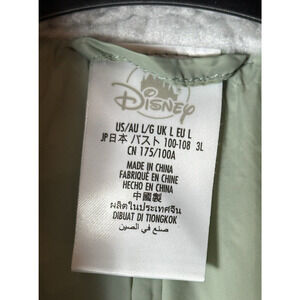 Disney
US/AU L/G UK L EU L
JP日本 バスト 100-108 3L
CN 175/100A
MADE IN CHINA
FABRIQUÉ EN CHINE
HECHO EN CHINA
中國製
ผลิตในประเทศจีน
DIBUAT DI TIONGKOK
صنع في الصين